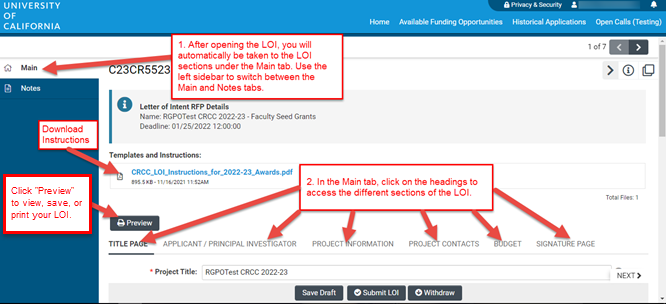 UNIVERSITY
OF
CALIFORNIA
Privacy & Security
Home
Available Funding Opportunities
Historical Applications
Open Calls (Testing)
1 of 7
Main
Notes
C23CR5523
1. After opening the LOI, you will
automatically be taken to the LOI
sections under the Main tab. Use the
left sidebar to switch between the
Main and Notes tabs.
Letter of Intent RFP Details
Name: RGPOTest CRCC 2022-23 - Faculty Seed Grants
Deadline: 01/25/2022 12:00:00
Download
Instructions
Templates and Instructions:
CRCC_LOI_Instructions_for_2022-23_Awards.pdf
895.5 KB - 11/16/2021 11:52AM
Total Files: 1
2. In the Main tab, click on the headings to
access the different sections of the LOI.
Click "Preview"
to view, save, or
print your LOI.
Preview
TITLE PAGE
APPLICANT / PRINCIPAL INVESTIGATOR
PROJECT INFORMATION
PROJECT CONTACTS
BUDGET
SIGNATURE PAGE
* Project Title:
RGPOTest CRCC 2022-23
NEXT
Save Draft
Submit LOI
Withdraw